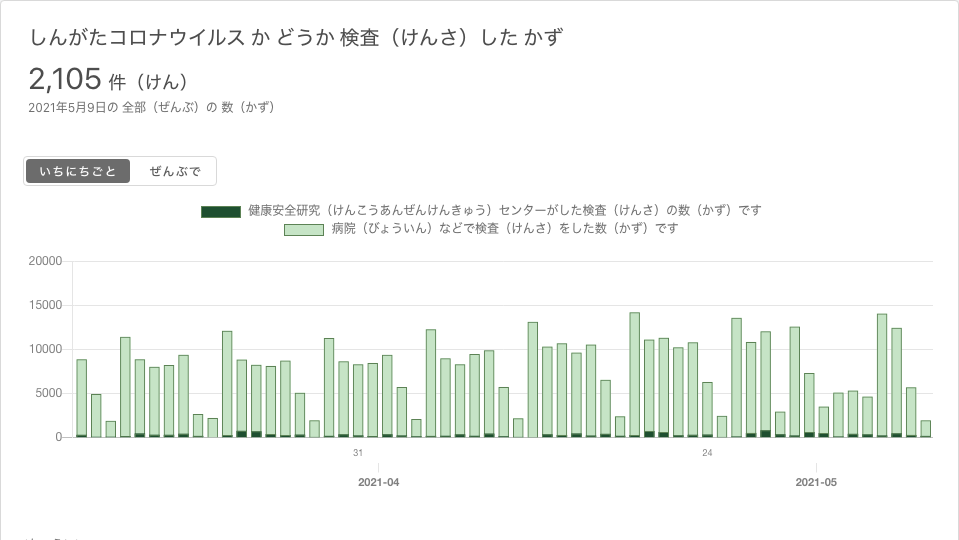 しんがたコロナウイルス か どうか 検査（けんさ）した かず
2,105 件（けん）
2021年5月9日の 全部（ぜんぶ）の 数（かず）
いちにちごと ぜんぶで
健康安全研究（けんこうあんぜんけんきゅう）センターがした検査（けんさ）の数（かず）です
病院（びょういん）などで検査（けんさ）をした数（かず）です
20000
15000
10000
5000
0
31 24
2021-04 2021-05